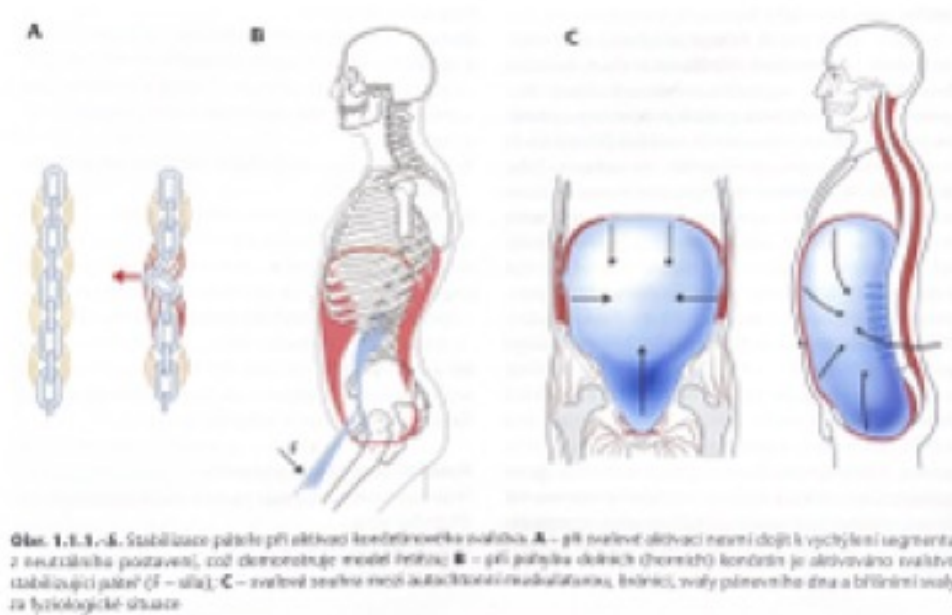 A
B
C
F
Obr. 1.1.1.-5. Stabilizace páteře při aktivaci končetinového svalstva. A – při svalové aktivaci nesmí dojít k vychýlení segmentu
z neutrálního postavení, což demonstruje model řetězu; B – při pohybu dolních (horních) končetin je aktivováno svalstvo
stabilizující páteř (F – síla); C – svalová souhra mezi autochtonní muskulaturou, bránicí, svaly pánevního dna a břišními svaly
za fyziologické situace